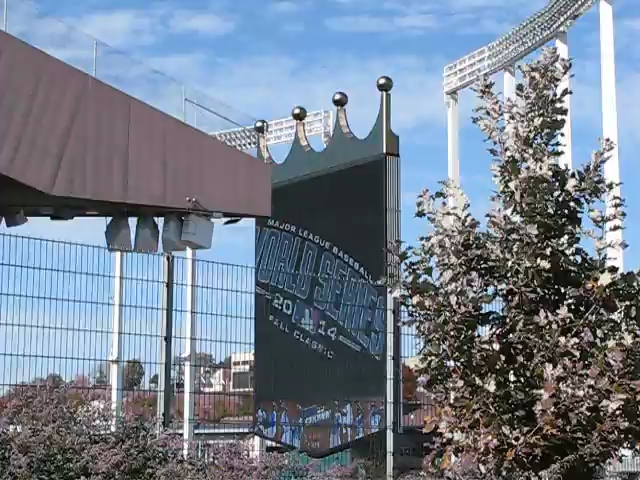 MAJOR LEAGUE BASEBALL
WORLD SERIES
2014
FALL CLASSIC